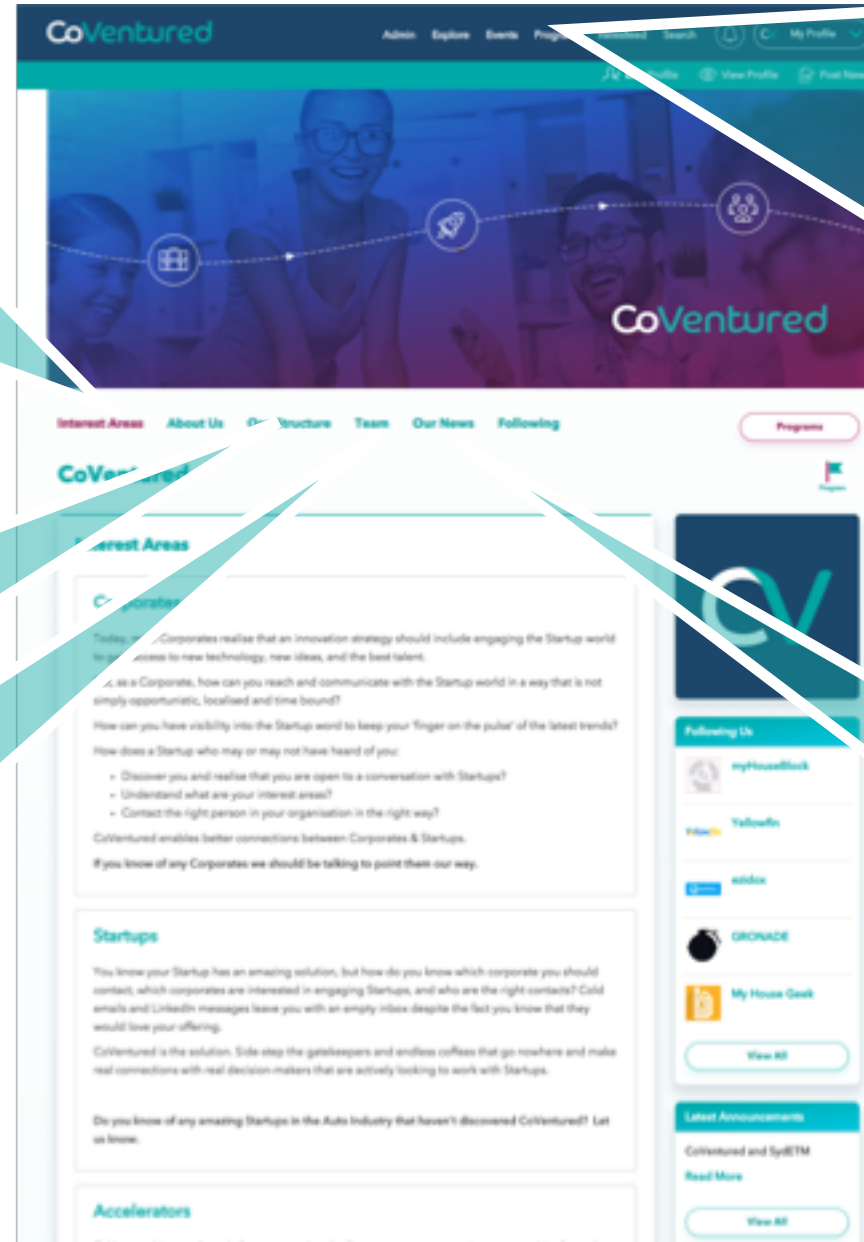 CoVentured
Admin Explore Events Newsfeed Search My Profile
View Profile Post New
CoVentured
Interest Areas About Us Our Structure Team Our News Following
Programs
CoVentured
Programs
Interest Areas
Corporates
Today, Corporates realise that an innovation strategy should include engaging the Startup world
to access to new technology, new ideas, and the best talent.
as a Corporate, how can you reach and communicate with the Startup world in a way that is not
simply opportunistic, localised and time bound?
How can you have visibility into the Startup word to keep your 'finger on the pulse' of the latest trends?
How does a Startup who may or may not have heard of you:
• Discover you and realise that you are open to a conversation with Startups?
• Understand what are your interest areas?
• Contact the right person in your organisation in the right way?
CoVentured enables better connections between Corporates & Startups.
If you know of any Corporates we should be talking to point them our way.
Startups
You know your Startup has an amazing solution, but how do you know which corporate you should
contact, which corporates are interested in engaging Startups, and who are the right contacts? Cold
emails and LinkedIn messages leave you with an empty inbox despite the fact you know that they
would love your offering.
CoVentured is the solution. Side step the gatekeepers and endless coffees that go nowhere and make
real connections with real decision makers that are actively looking to work with Startups.
Do you know of any amazing Startups in the Auto Industry that haven't discovered CoVentured? Let
us know.
Accelerators
CV
Following Us
myHouseBlock
Yellowfin
ezidox
GRONADE
My House Geek
View All
Latest Announcements
CoVentured and SydETM
Read More
View All